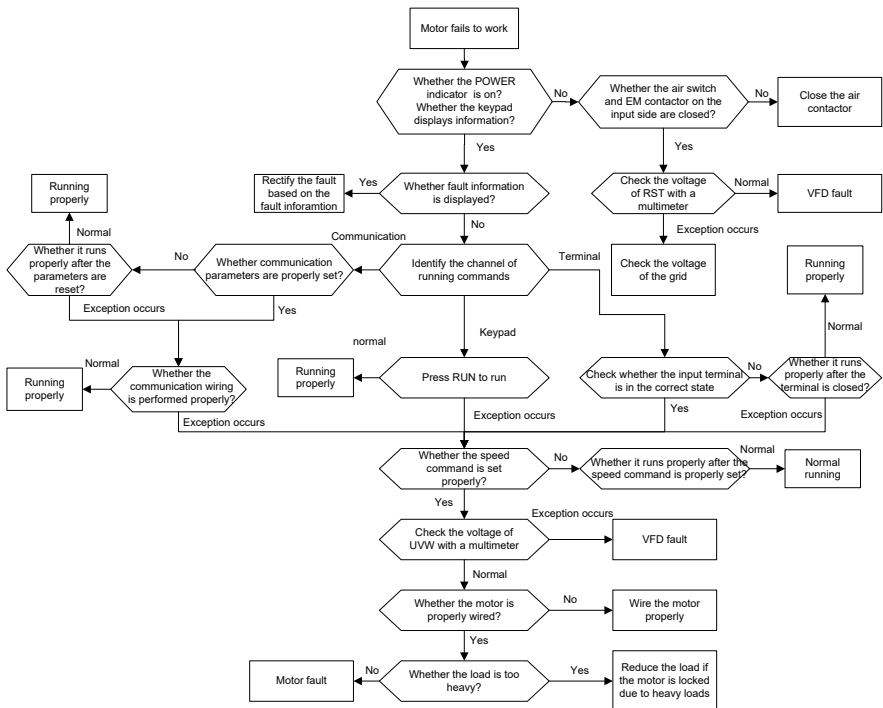 Motor fails to work
Whether the POWER
indicator is on?
Whether the keypad
displays information?
No
Whether the air switch
and EM contactor on the
input side are closed?
No
Close the air
contactor
Yes
Yes
Running
properly
Rectify the fault
based on the
fault inforamtion
Yes
Whether fault information
is displayed?
Check the voltage
of RST with a
multimeter
Normal
VFD fault
Normal
No
Exception occurs
Communication
Terminal
Whether it runs
properly after the
parameters are
reset?
No
Whether communication
parameters are properly set?
Identify the channel of
running commands
Check the voltage
of the grid
Running
properly
Exception occurs
Yes
Keypad
Normal
normal
Running
properly
Normal
Whether the
communication wiring
is performed properly?
Running
properly
Press RUN to run
Check whether the input terminal
is in the correct state
No
Whether it runs
properly after the
terminal is closed?
Exception occurs
Exception occurs
Yes
Exception occurs
Whether the speed
command is set
properly?
No
Whether it runs properly after the
speed command is properly set?
Normal
Normal
running
Yes
Exception occurs
Check the voltage of
UVW with a multimeter
VFD fault
Normal
Whether the motor is
properly wired?
No
Wire the motor
properly
Yes
Motor fault
No
Whether the load is too
heavy?
Yes
Reduce the load if
the motor is locked
due to heavy loads